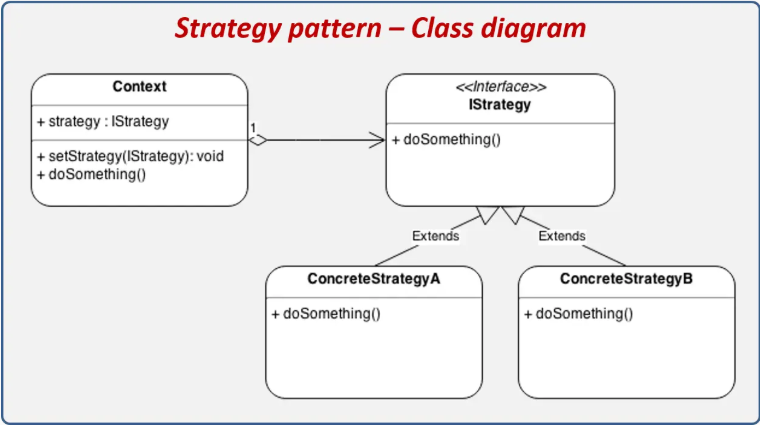 Strategy pattern – Class diagram
Context
+ strategy : IStrategy
+ setStrategy(IStrategy): void
+ doSomething()
1
<<Interface>>
IStrategy
+ doSomething()
Extends
Extends
ConcreteStrategyA
+ doSomething()
ConcreteStrategyB
+ doSomething()